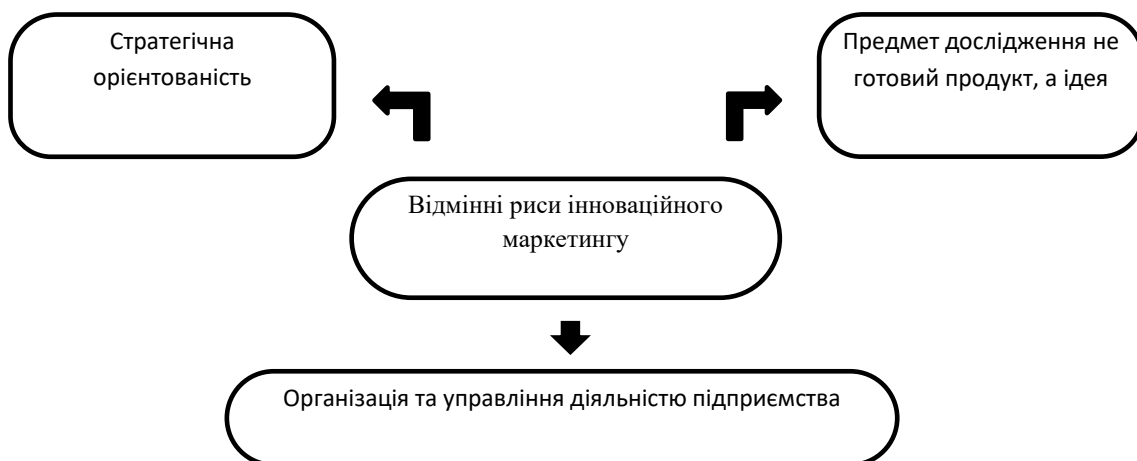 Стратегічна
орієнтованість
Предмет дослідження не
готовий продукт, а ідея
Відмінні риси інноваційного
маркетингу
Організація та управління діяльністю підприємства